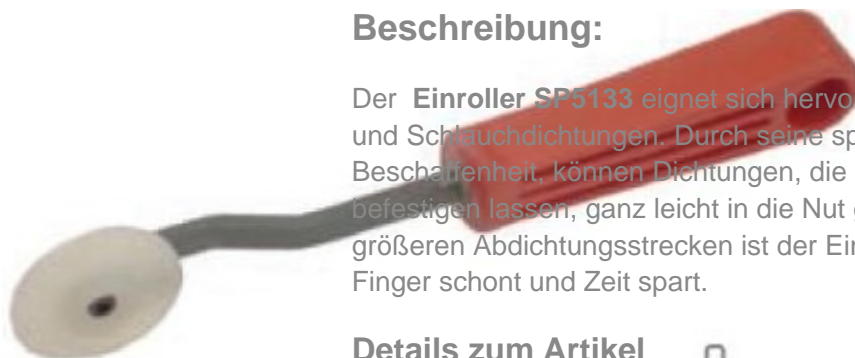 Beschreibung:
Der Einroller SP5133 eignet sich hervo
und Schlauchdichtungen. Durch seine sp
Beschaffenheit, können Dichtungen, die
befestigen lassen, ganz leicht in die Nut
größeren Abdichtungsstrecken ist der Ein
Finger schont und Zeit spart.
Details zum Artikel